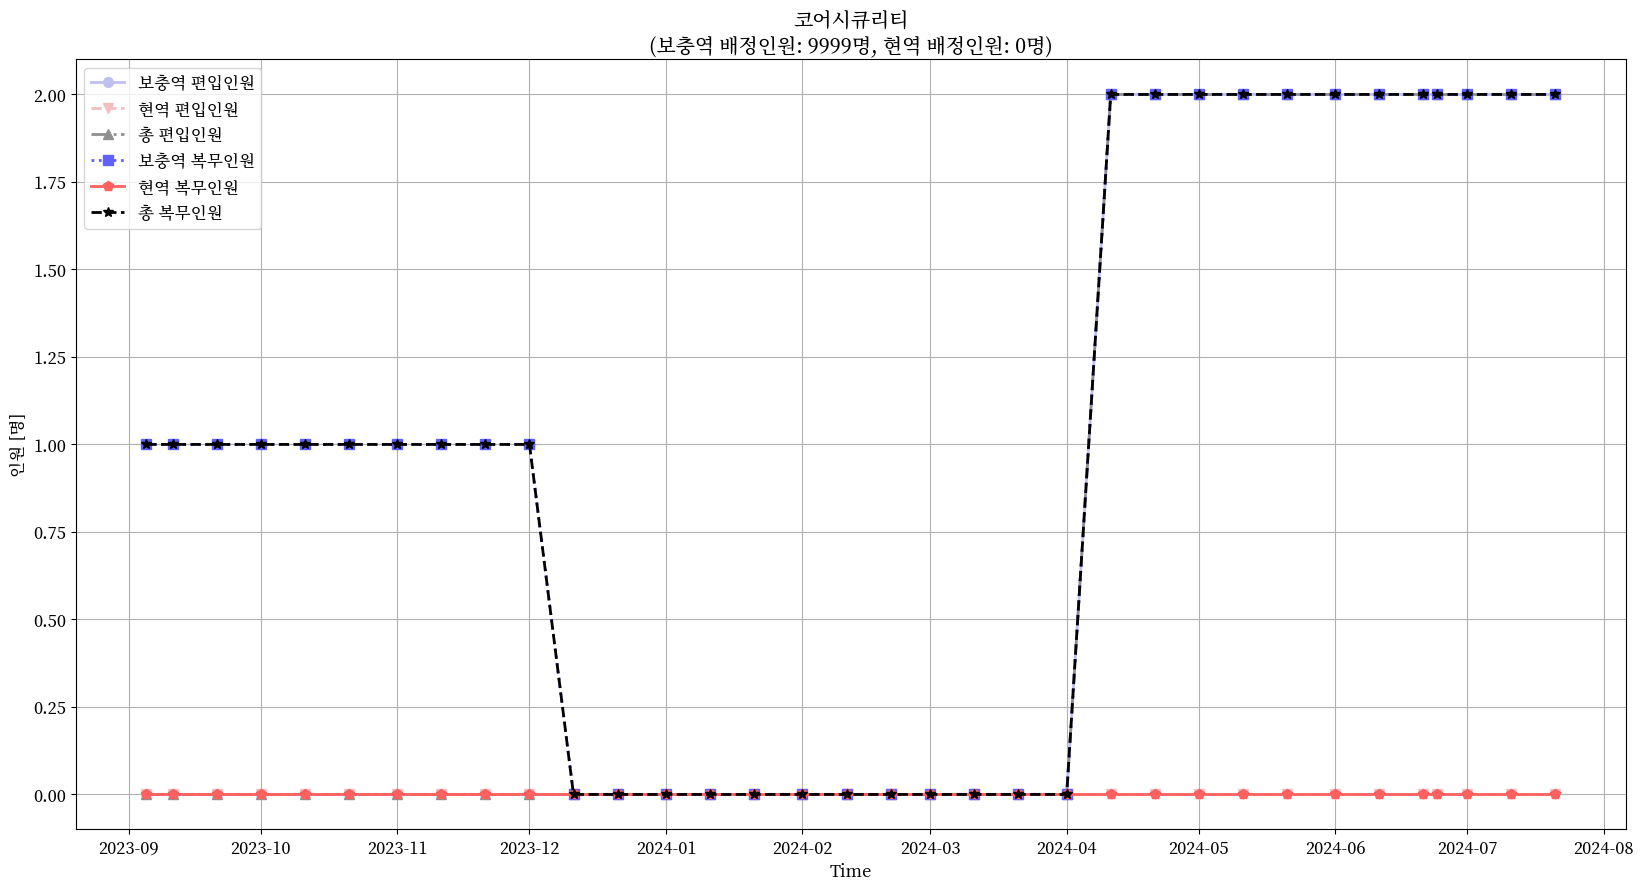 코어시큐리티
(보충역 배정인원: 9999명, 현역 배정인원: 0명)
보충역 편입인원
현역 편입인원
총 편입인원
보충역 복무인원
현역 복무인원
총 복무인원
2.00
1.75
1.50
1.25
1.00
0.75
0.50
0.25
0.00
인원 [명]
2023-09 2023-10 2023-11 2023-12 2024-01 2024-02 2024-03 2024-04 2024-05 2024-06 2024-07 2024-08
Time